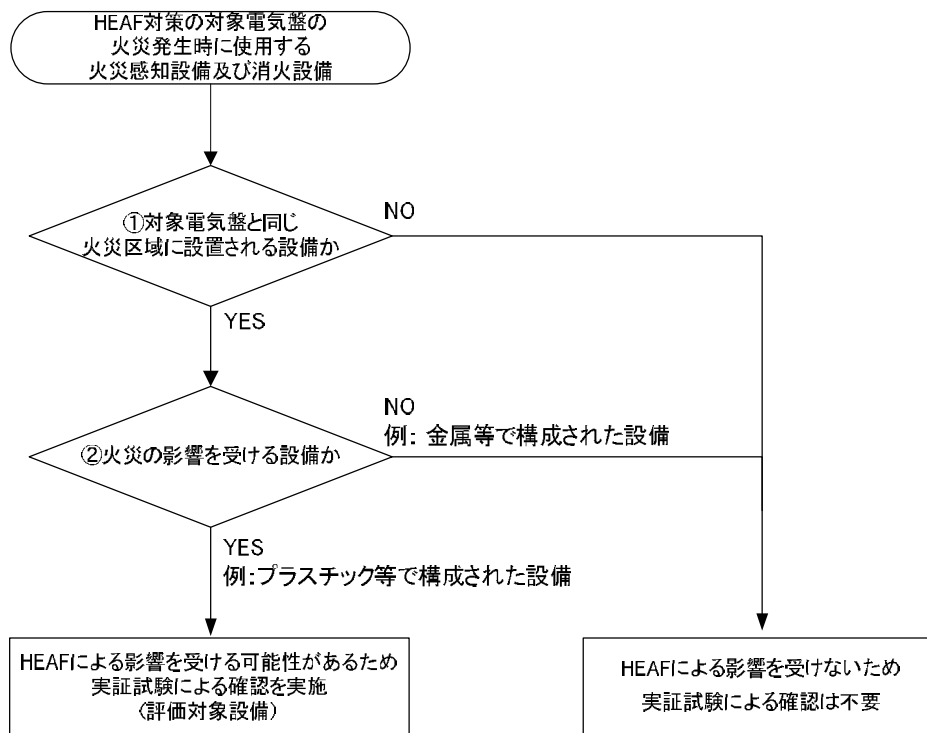 HEAF対策の対象電気盤の
火災発生時に使用する
火災感知設備及び消火設備
①対象電気盤と同じ
火災区域に設置される設備か
NO
YES
②火災の影響を受ける設備か
NO
例: 金属等で構成された設備
YES
例:プラスチック等で構成された設備
HEAFによる影響を受ける可能性があるため
実証試験による確認を実施
（評価対象設備）
HEAFによる影響を受けないため
実証試験による確認は不要